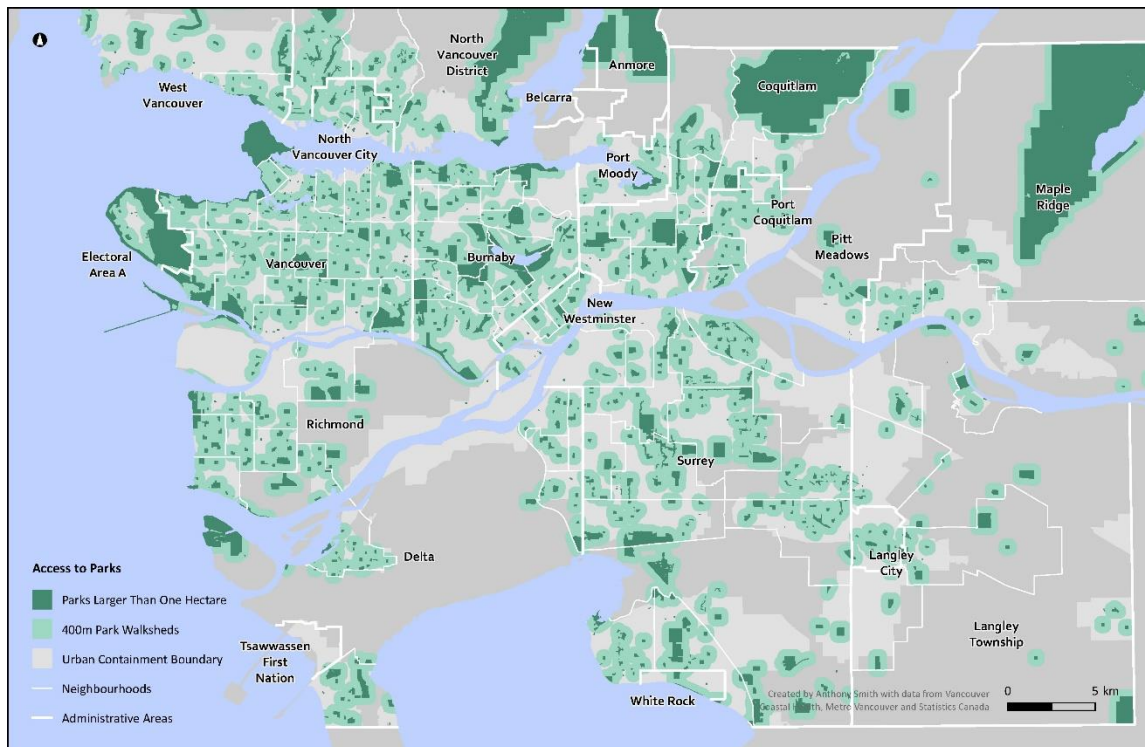 North
Vancouver
District
Anmore
Coquitlam
West
Vancouver
Belcarra
North
Vancouver City
Port
Moody
Maple
Ridge
Port
Coquitlam
Electoral
Area A
Vancouver
Burnaby
Pitt
Meadows
New
Westminster
Richmond
Surrey
Delta
Langley
City
Tsawwassen
First
Nation
Langley
Township
White Rock
Access to Parks
Parks Larger Than One Hectare
400m Park Walksheds
Urban Containment Boundary
Neighbourhoods
Administrative Areas
Created by Anthony Smith with data from Vancouver
Coastal Health, Metro Vancouver and Statistics Canada
0 5 km